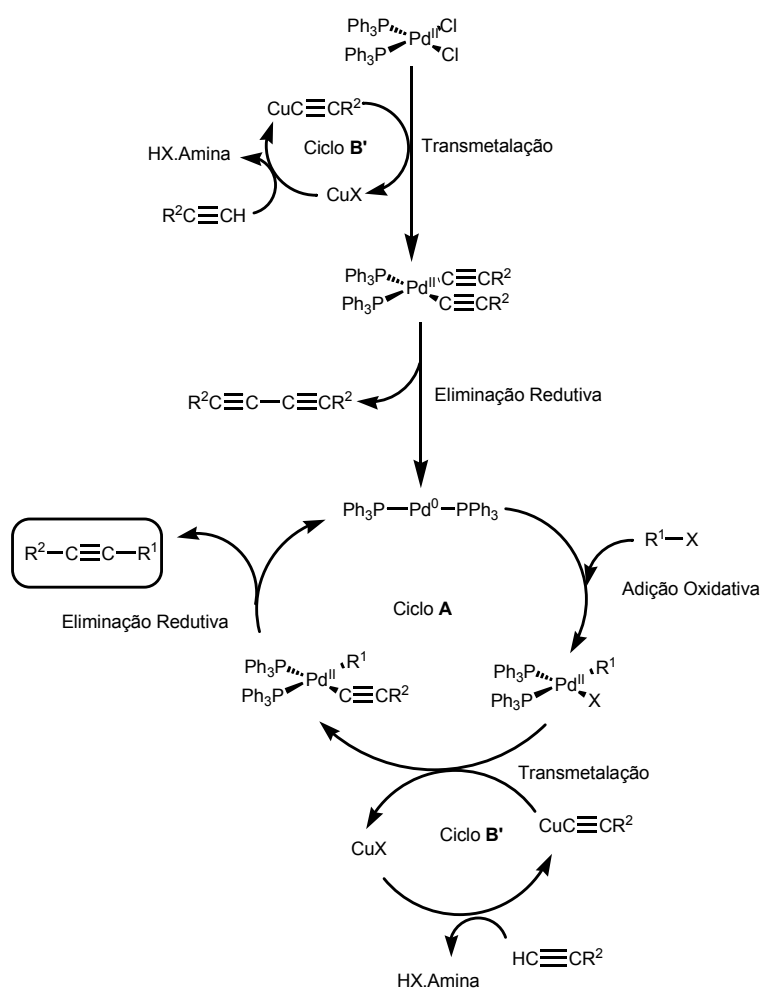 Ph₃P Pd^II Cl
Ph₃P Cl
CuC≡CR²
Ciclo B'
HX.Amina
CuX
R²C≡CH
Transmetalação
Ph₃P Pd^II C≡CR²
Ph₃P C≡CR²
R²C≡C—C≡CR²
Eliminação Redutiva
Ph₃P—Pd⁰—PPh₃
R²—C≡C—R¹
R¹—X
Adição Oxidativa
Eliminação Redutiva
Ciclo A
Ph₃P Pd^II R¹
Ph₃P C≡CR²
Ph₃P Pd^II R¹
Ph₃P X
Transmetalação
CuC≡CR²
Ciclo B'
CuX
HC≡CR²
HX.Amina